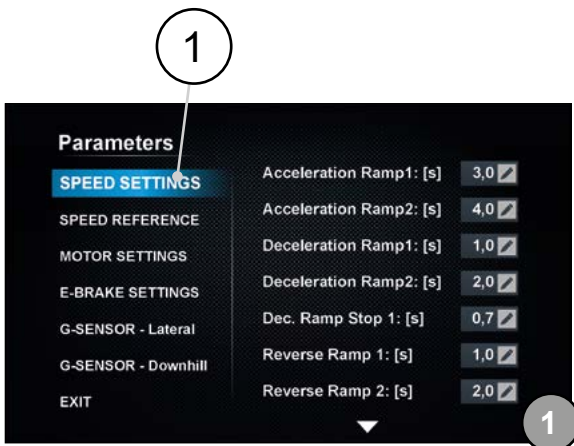 1
Parameters
SPEED SETTINGS
SPEED REFERENCE
MOTOR SETTINGS
E-BRAKE SETTINGS
G-SENSOR - Lateral
G-SENSOR - Downhill
EXIT
Acceleration Ramp1: [s] 3,0
Acceleration Ramp2: [s] 4,0
Deceleration Ramp1: [s] 1,0
Deceleration Ramp2: [s] 2,0
Dec. Ramp Stop 1: [s] 0,7
Reverse Ramp 1: [s] 1,0
Reverse Ramp 2: [s] 2,0
1